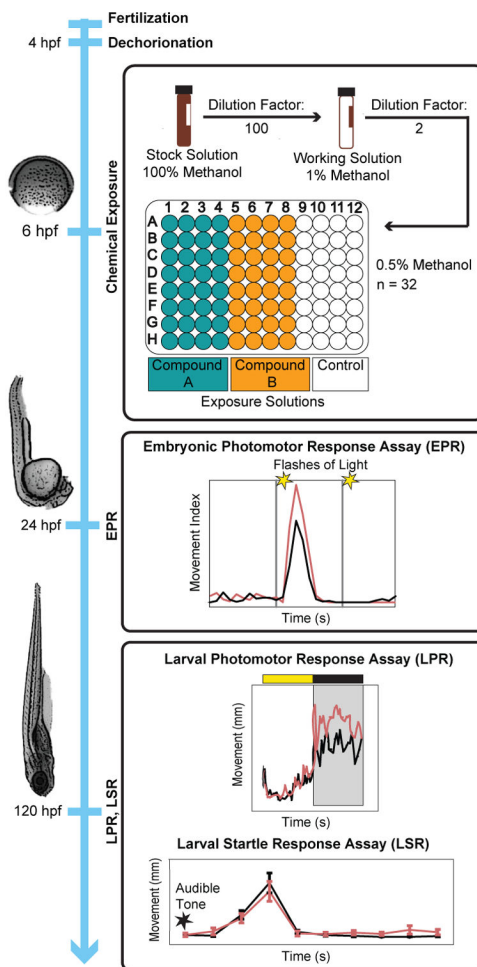 Fertilization
4 hpf
Dechorionation
Chemical Exposure
Dilution Factor:
100
Dilution Factor:
2
Stock Solution
100% Methanol
Working Solution
1% Methanol
1 2 3 4 5 6 7 8 9 10 11 12
A
B
C
D
E
F
G
H
0.5% Methanol
n = 32
Compound
A
Compound
B
Control
Exposure Solutions
6 hpf
Embryonic Photomotor Response Assay (EPR)
Flashes of Light
Movement Index
Time (s)
24 hpf
EPR
Larval Photomotor Response Assay (LPR)
Movement (mm)
Time (s)
120 hpf
LPR, LSR
Larval Startle Response Assay (LSR)
Movement (mm)
Audible
Tone
Time (s)